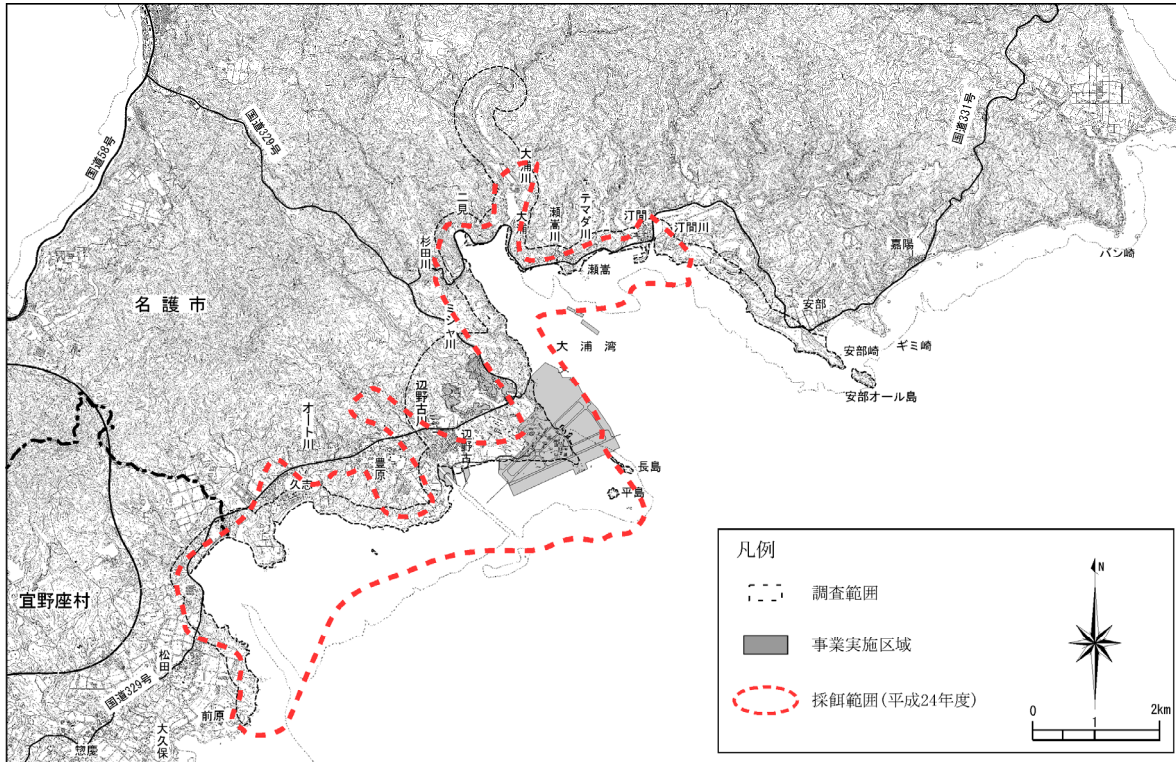 国道58号
国道329号
国道331号
大浦川
大浦
二見
瀬嵩川
テマダ川
汀間
汀間川
杉田川
瀬嵩
嘉陽
バン崎
名護市
安部
ギミ崎
安部崎
安部オール島
大浦湾
辺野古川
辺野古
オート川
豊原
久志
長島
平島
宜野座村
松田
国道329号
前原
大久保
惣慶
凡例
調査範囲
事業実施区域
採餌範囲(平成24年度)
N
0 1 2km